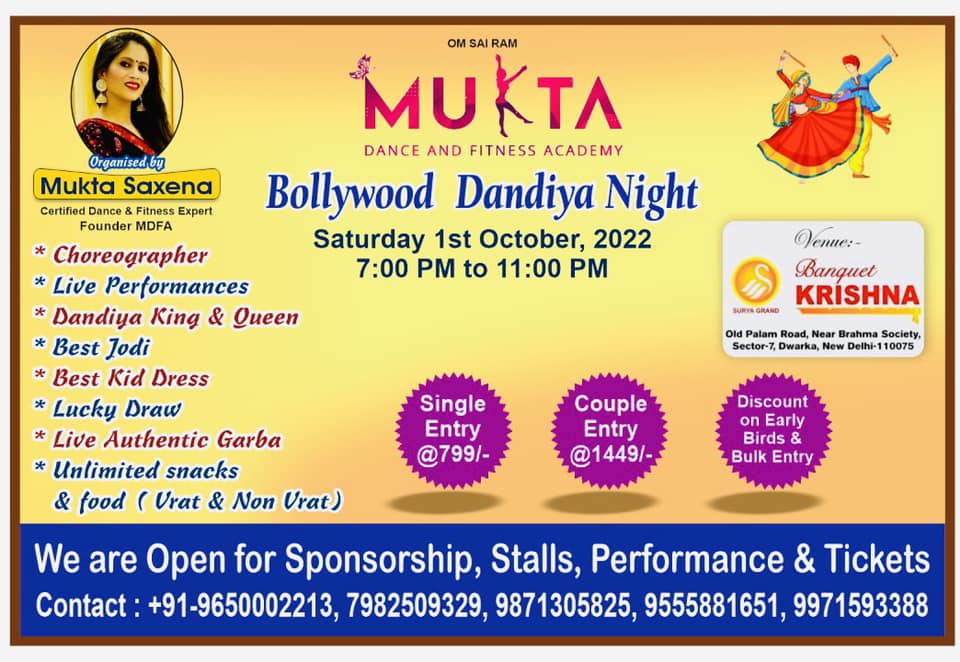 OM SAI RAM
MUKTA
DANCE AND FITNESS ACADEMY
Bollywood Dandiya Night
Saturday 1st October, 2022
7:00 PM to 11:00 PM
Organised by
Mukta Saxena
Certified Dance & Fitness Expert
Founder MDFA
* Choreographer
* Live Performances
* Dandiya King & Queen
* Best Jodi
* Best Kid Dress
* Lucky Draw
* Live Authentic Garba
* Unlimited snacks
& food ( Vrat & Non Vrat)
Venue:-
SURYA GRAND
Banquet
KRISHNA
Old Palam Road, Near Brahma Society,
Sector-7, Dwarka, New Delhi-110075
Single
Entry
@799/-
Couple
Entry
@1449/-
Discount
on Early
Birds &
Bulk Entry
We are Open for Sponsorship, Stalls, Performance & Tickets
Contact : +91-9650002213, 7982509329, 9871305825, 9555881651, 9971593388